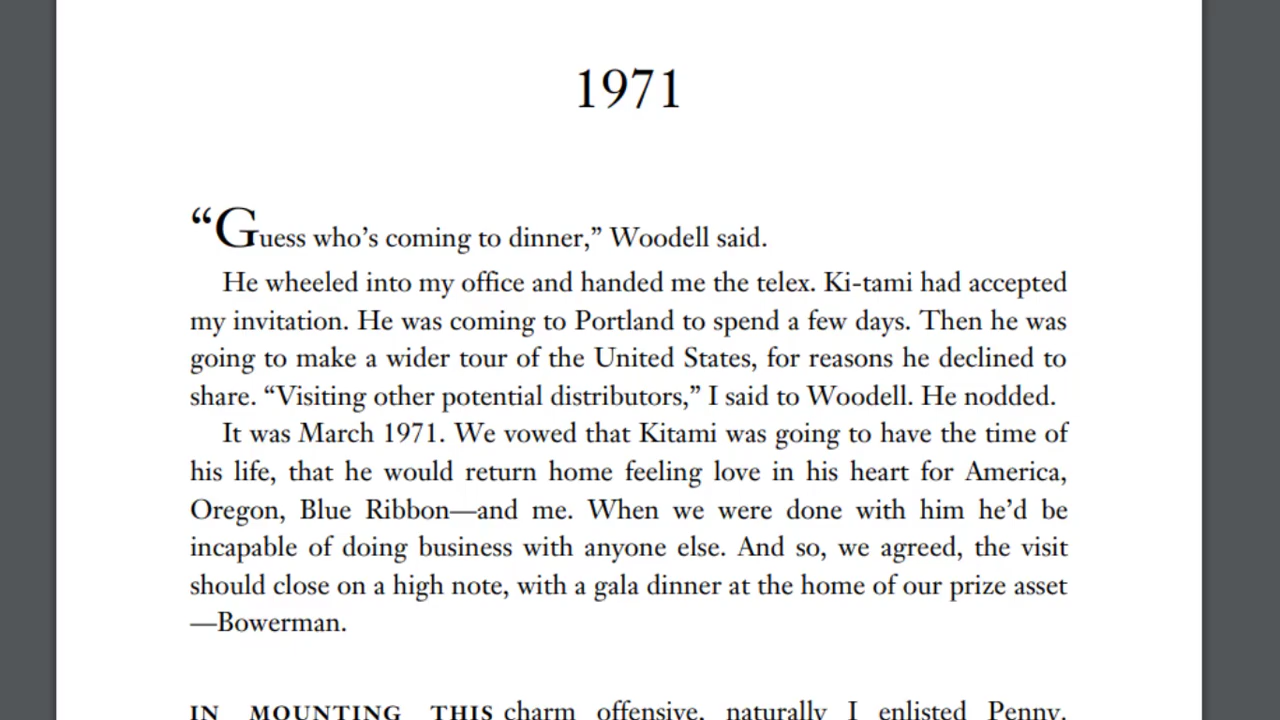 1971
“Guess who’s coming to dinner,” Woodell said.
He wheeled into my office and handed me the telex. Ki-tami had accepted
my invitation. He was coming to Portland to spend a few days. Then he was
going to make a wider tour of the United States, for reasons he declined to
share. “Visiting other potential distributors,” I said to Woodell. He nodded.
It was March 1971. We vowed that Kitami was going to have the time of
his life, that he would return home feeling love in his heart for America,
Oregon, Blue Ribbon—and me. When we were done with him he’d be
incapable of doing business with anyone else. And so, we agreed, the visit
should close on a high note, with a gala dinner at the home of our prize asset
—Bowerman.
IN MOUNTING THIS charm offensive, naturally I enlisted Penny.